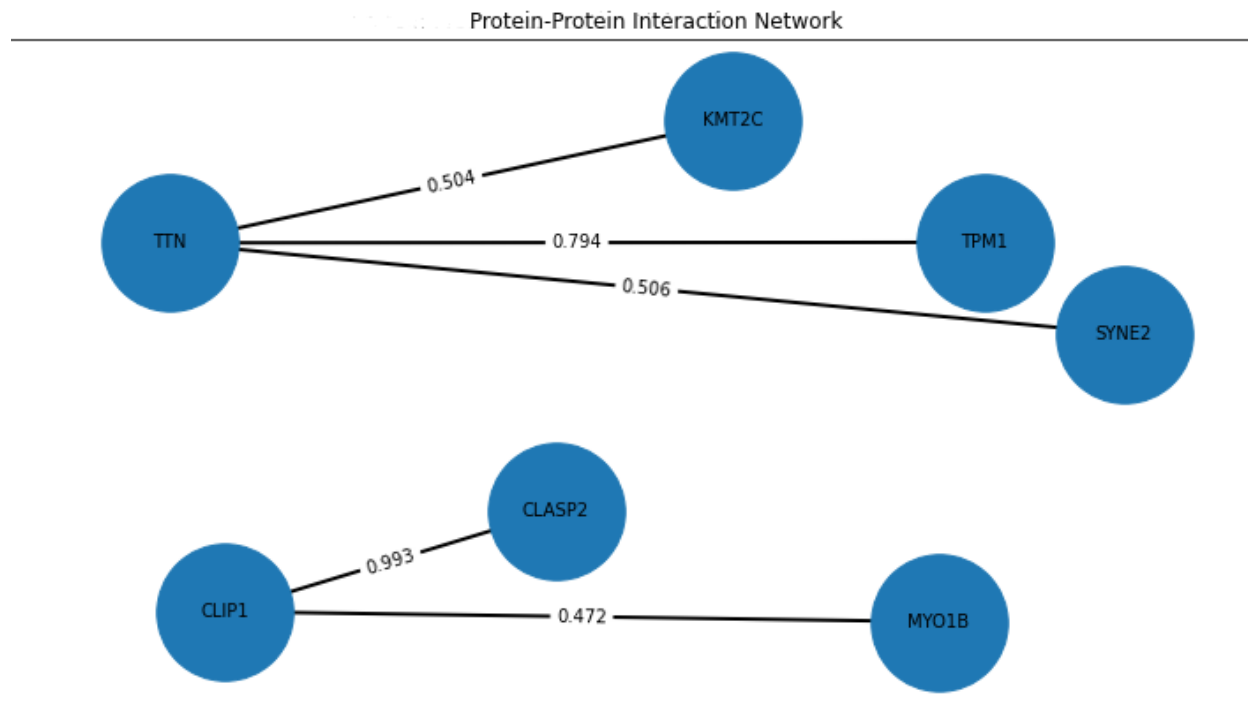 Protein-Protein Interaction Network
KMT2C
0.504
TTN
0.794
TPM1
0.506
SYNE2
CLASP2
0.993
CLIP1
0.472
MYO1B